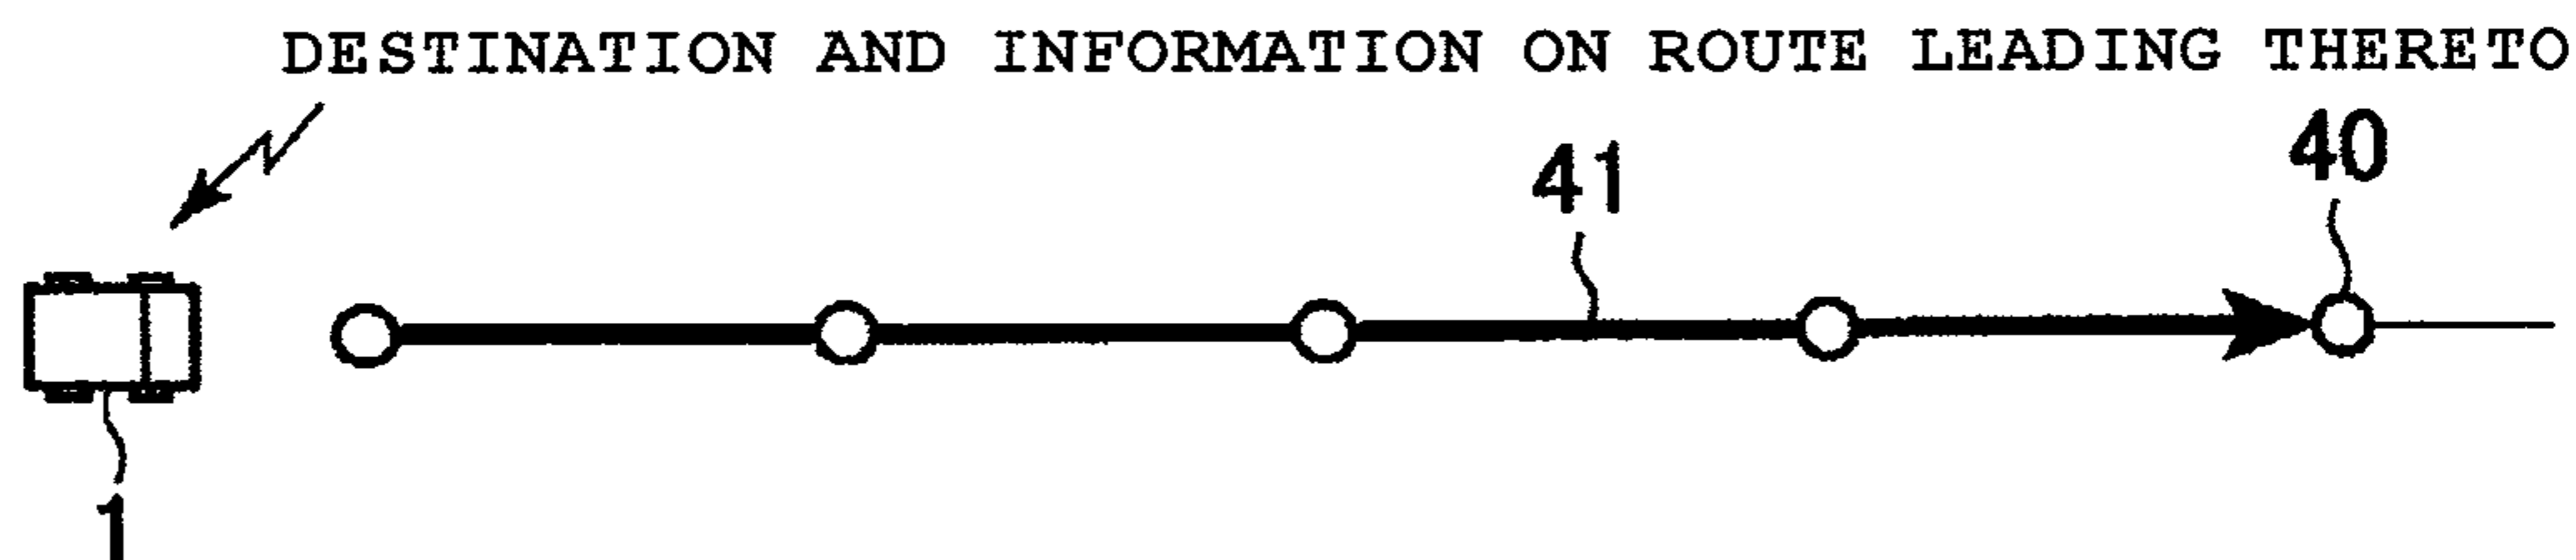 DESTINATION AND INFORMATION ON ROUTE LEADING THERETO
40
41
1